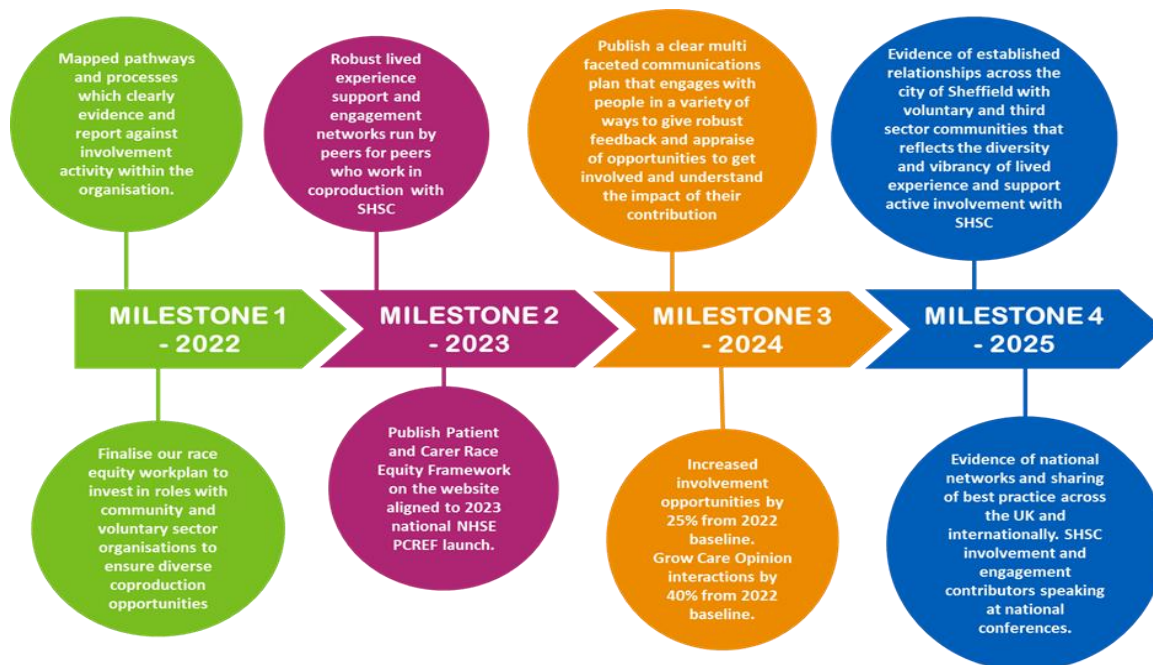 Mapped pathways
and processes
which clearly
evidence and
report against
involvement
activity within the
organisation.
Robust lived
experience
support and
engagement
networks run by
peers for peers
who work in
coproduction with
SHSC
Publish a clear multi
faceted communications
plan that engages with
people in a variety of
ways to give robust
feedback and appraise
of opportunities to get
involved and understand
the impact of their
contribution
Evidence of established
relationships across the
city of Sheffield with
voluntary and third
sector communities that
reflects the diversity
and vibrancy of lived
experience and support
active involvement with
SHSC
MILESTONE 1
- 2022
MILESTONE 2
- 2023
MILESTONE 3
- 2024
MILESTONE 4
- 2025
Finalise our race
equity workplan to
invest in roles with
community and
voluntary sector
organisations to
ensure diverse
coproduction
opportunities
Publish Patient
and Carer Race
Equity Framework
on the website
aligned to 2023
national NHSE
PCREF launch.
Increased
involvement
opportunities by
25% from 2022
baseline.
Grow Care Opinion
interactions by
40% from 2022
baseline.
Evidence of national
networks and sharing
of best practice across
the UK and
internationally. SHSC
involvement and
engagement
contributors speaking
at national
conferences.